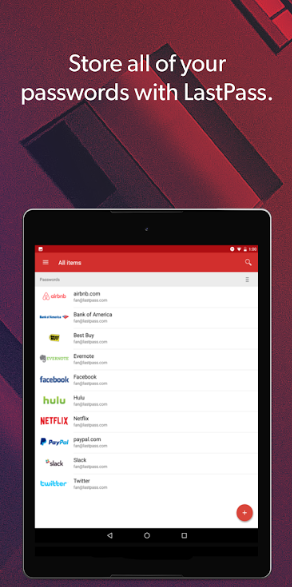 Store all of your
passwords with LastPass.
All items
Passwords
airbnb airbnb.com
fan@lastpass.com
Bank of America Bank of America
fan@lastpass.com
BEST BUY Best Buy
fan@lastpass.com
EVERNOTE Evernote
fan@lastpass.com
facebook Facebook
fan@lastpass.com
hulu Hulu
fan@lastpass.com
NETFLIX Netflix
fan@lastpass.com
PayPal paypal.com
fan@lastpass.com
slack Slack
fan@lastpass.com
twitter Twitter
fan@lastpass.com